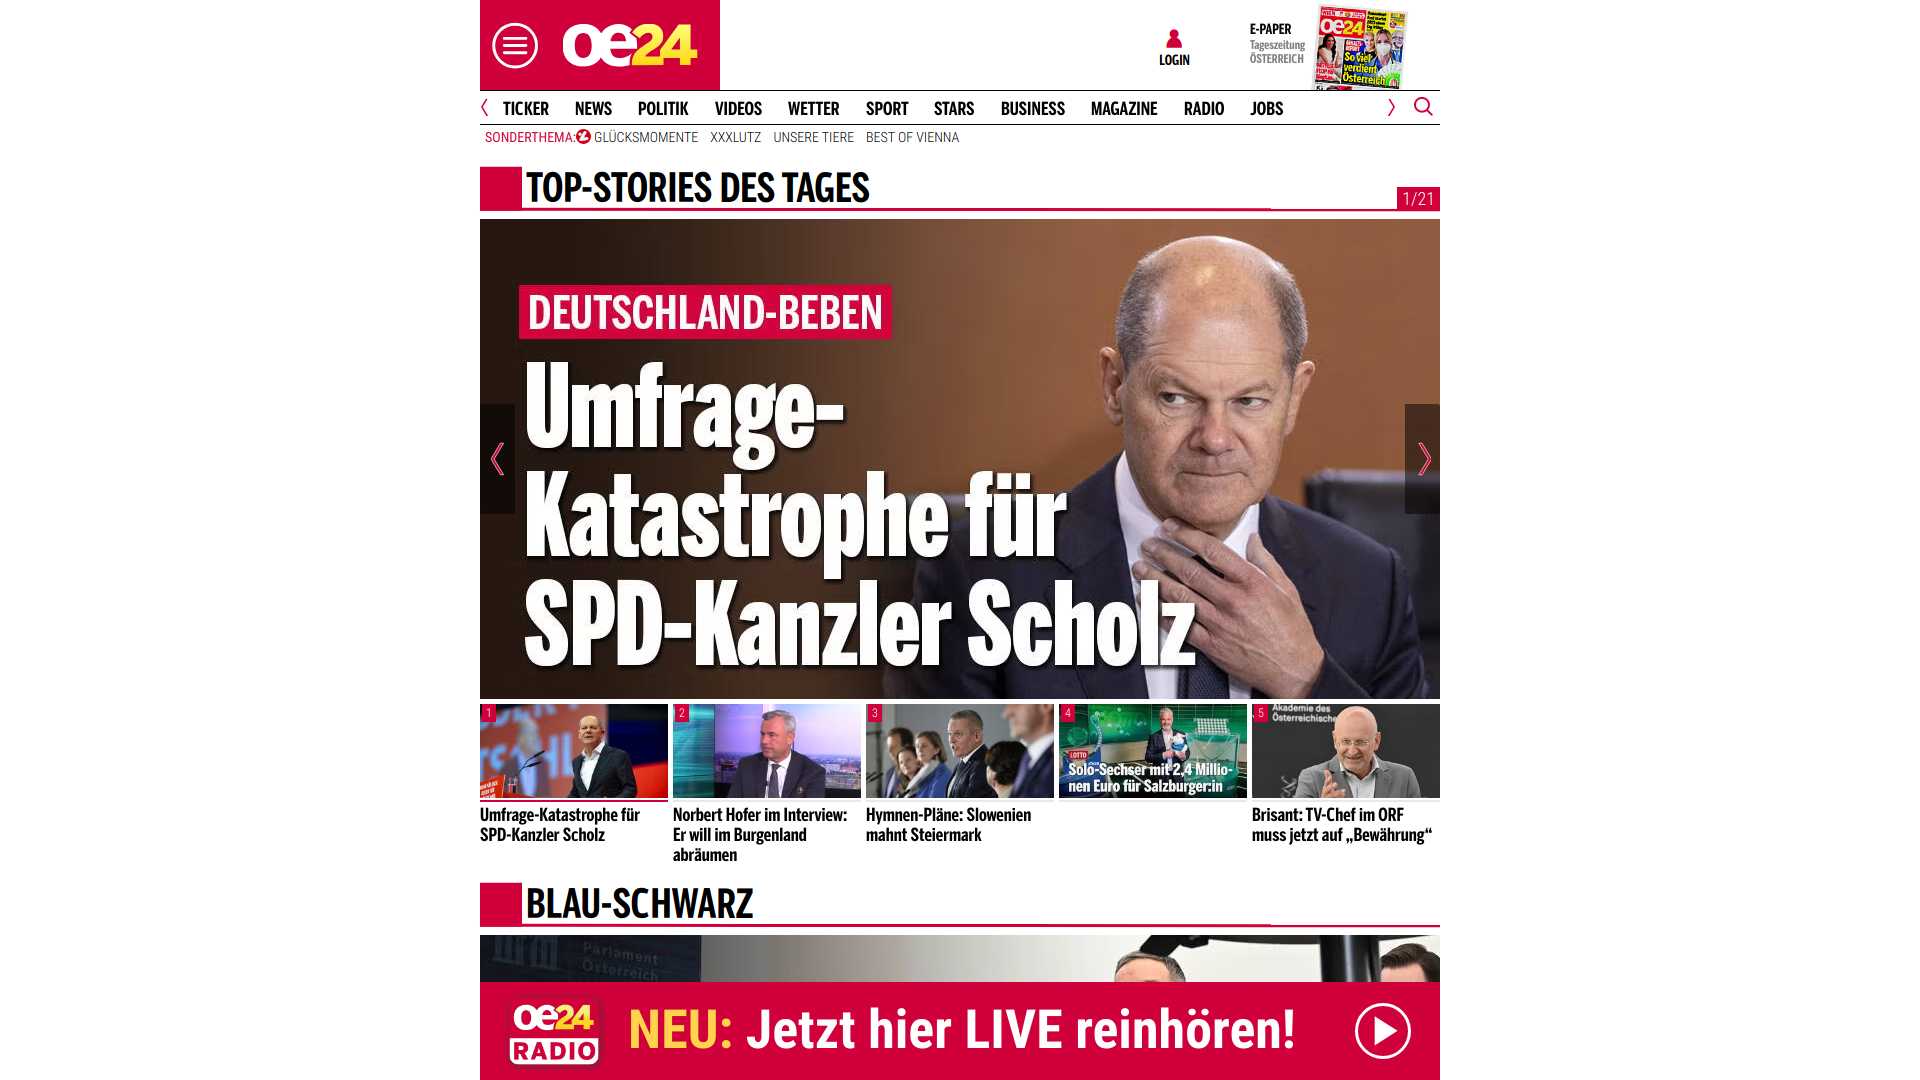 oe24
LOGIN
E-PAPER
Tageszeitung
ÖSTERREICH
oe24
So viel
verdient
Österreich
TICKER NEWS POLITIK VIDEOS WETTER SPORT STARS BUSINESS MAGAZINE RADIO JOBS
SONDERTHEMA: GLÜCKSMOMENTE XXXLUTZ UNSERE TIERE BEST OF VIENNA
TOP-STORIES DES TAGES
1/21
DEUTSCHLAND-BEBEN
Umfrage-
Katastrophe für
SPD-Kanzler Scholz
1
2
3
4
5
Akademie des
Österreichische
LOTTO
Solo-Sechser mit 2,4 Millio-
nen Euro für Salzburger:in
Umfrage-Katastrophe für
SPD-Kanzler Scholz
Norbert Hofer im Interview:
Er will im Burgenland
abräumen
Hymnen-Pläne: Slowenien
mahnt Steiermark
Brisant: TV-Chef im ORF
muss jetzt auf „Bewährung“
BLAU-SCHWARZ
Parlament
Österreich
oe24
RADIO
NEU: Jetzt hier LIVE reinhören!